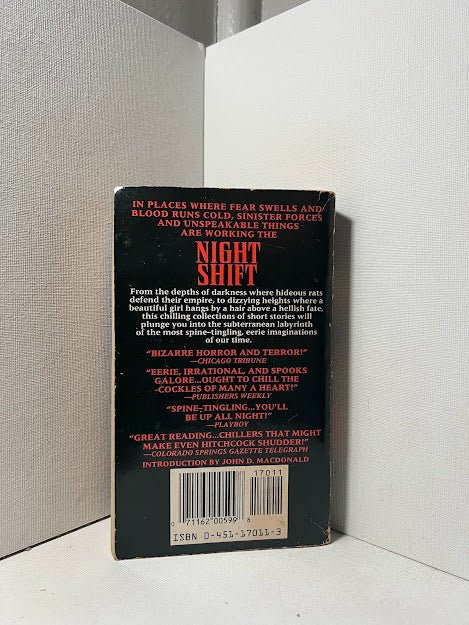 IN PLACES WHERE FEAR SWELLS AND
BLOOD RUNS COLD, SINISTER FORCES
AND UNSPEAKABLE THINGS
ARE WORKING THE
NIGHT
SHIFT
From the depths of darkness where hideous rats
defend their empire, to dizzying heights where a
beautiful girl hangs by a hair above a hellish fate,
this chilling collections of short stories will
plunge you into the subterranean labyrinth
of the most spine-tingling, eerie imaginations
of our time.
"BIZARRE HORROR AND TERROR!"
—CHICAGO TRIBUNE
"EERIE, IRRATIONAL, AND SPOOKS
GALORE...OUGHT TO CHILL THE
COCKLES OF MANY A HEART!"
—PUBLISHERS WEEKLY
"SPINE-TINGLING...YOU'LL
BE UP ALL NIGHT!"
—PLAYBOY
"GREAT READING...CHILLERS THAT MIGHT
MAKE EVEN HITCHCOCK SHUDDER!"
—COLORADO SPRINGS GAZETTE TELEGRAPH
INTRODUCTION BY JOHN D. MACDONALD
17011
0 71162 00599 8
ISBN 0-451-17011-3